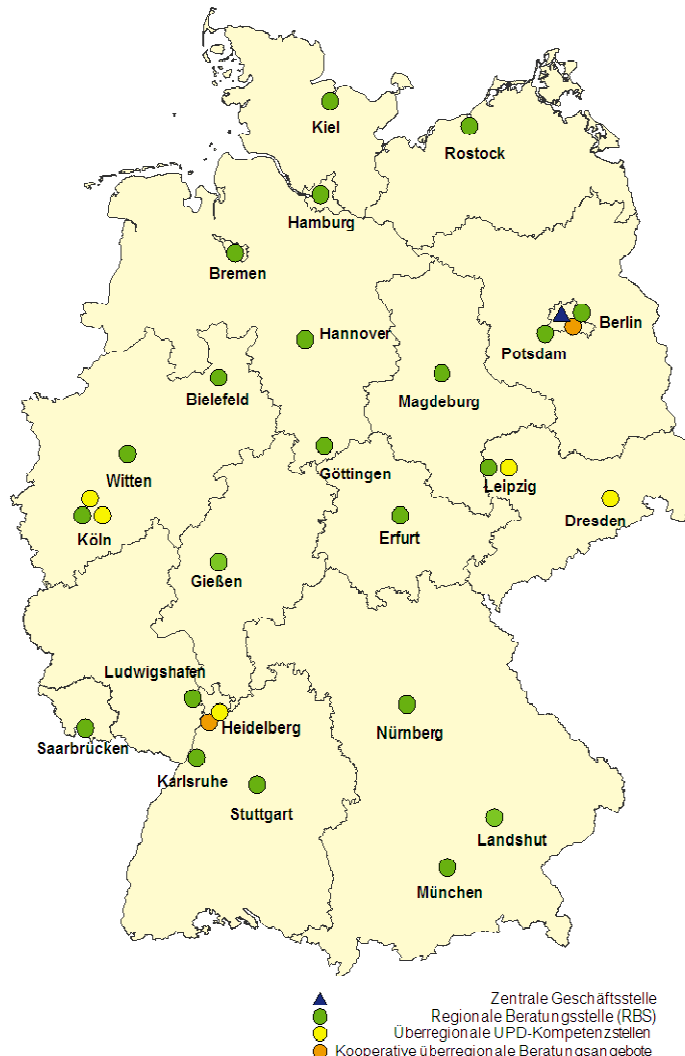 Kiel
Rostock
Hamburg
Bremen
Berlin
Hannover
Potsdam
Bielefeld
Magdeburg
Göttingen
Witten
Leipzig
Dresden
Köln
Erfurt
Gießen
Ludwigshafen
Heidelberg
Nürnberg
Saarbrücken
Karlsruhe
Stuttgart
Landshut
München
Zentrale Geschäftsstelle
Regionale Beratungsstelle (RBS)
Überregionale UPD-Kompetenzstellen
Kooperative überregionale Beratungsangebote